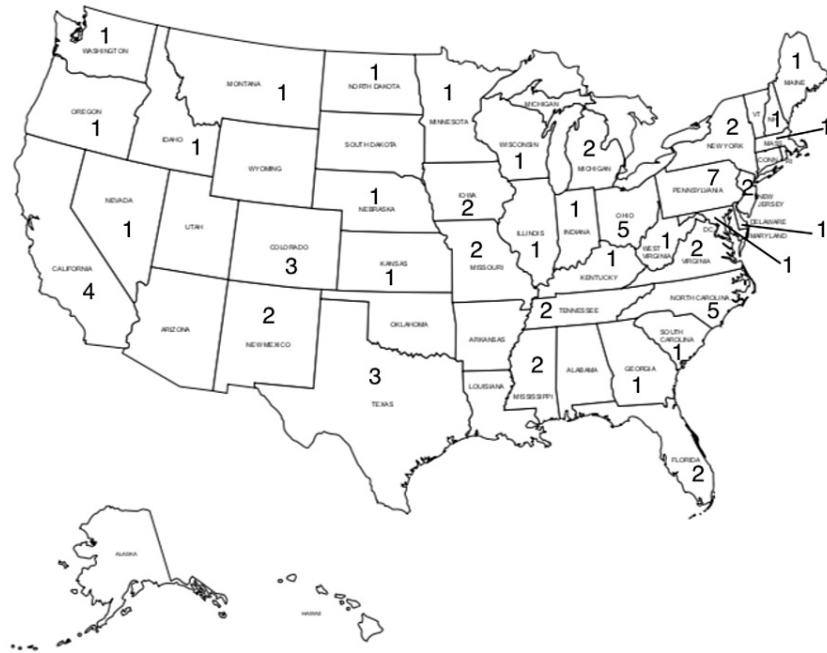 1
WASHINGTON
MONTANA
1
1
NORTH DAKOTA
1
MINNESOTA
OREGON
1
IDAHO
1
WYOMING
SOUTH DAKOTA
MICHIGAN
WISCONSIN
1
2
MICHIGAN
1
MAINE
VT
NH
1
2
NEW YORK
MASS
1
CONN
RI
NEVADA
1
UTAH
COLORADO
3
1
NEBRASKA
IOWA
2
ILLINOIS
1
1
INDIANA
OHIO
5
7
PENNSYLVANIA
2
NEW
JERSEY
DELAWARE
1
MARYLAND
1
DC
CALIFORNIA
4
KANSAS
1
2
MISSOURI
1
KENTUCKY
1
WEST
VIRGINIA
2
VIRGINIA
ARIZONA
2
NEW MEXICO
OKLAHOMA
ARKANSAS
2
TENNESSEE
NORTH CAROLINA
5
SOUTH
CAROLINA
1
3
TEXAS
LOUISIANA
2
MISSISSIPPI
ALABAMA
GEORGIA
1
FLORIDA
2
ALASKA
HAWAII